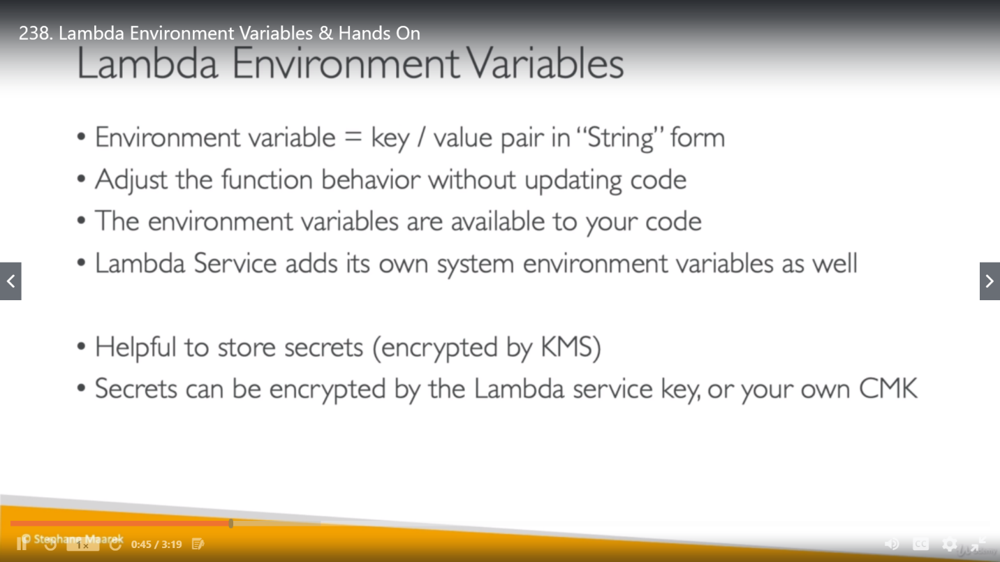 238. Lambda Environment Variables & Hands On
Lambda Environment Variables
• Environment variable = key / value pair in “String” form
• Adjust the function behavior without updating code
• The environment variables are available to your code
• Lambda Service adds its own system environment variables as well
• Helpful to store secrets (encrypted by KMS)
• Secrets can be encrypted by the Lambda service key, or your own CMK
© Stephane Maarek
1x
0:45 / 3:19
CC